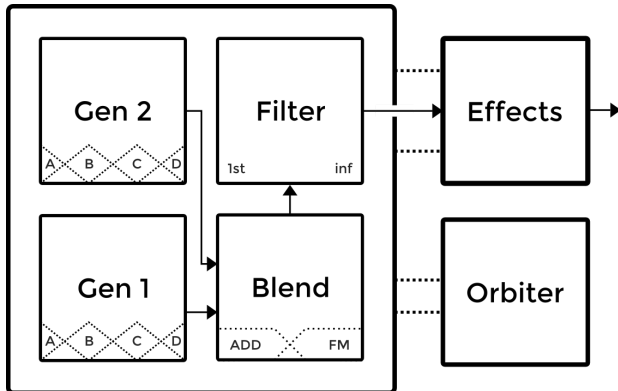 Gen 2
A B C D
Filter
1st inf
Effects
Gen 1
A B C D
Blend
ADD FM
Orbiter